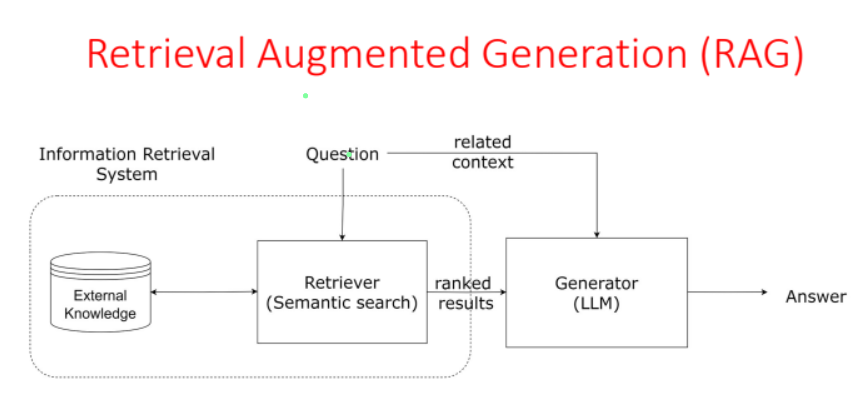 Retrieval Augmented Generation (RAG)
Information Retrieval
System
Question
related
context
External
Knowledge
Retriever
(Semantic search)
ranked
results
Generator
(LLM)
Answer